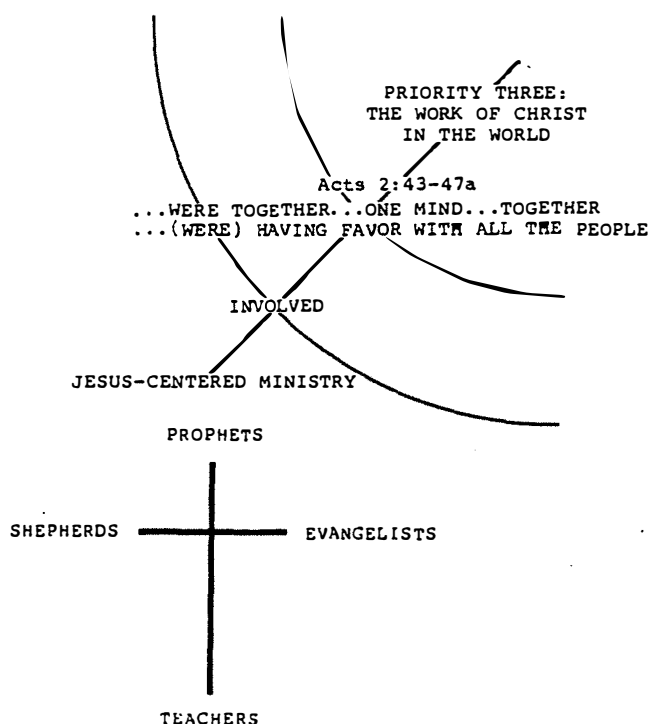 PRIORITY THREE:
THE WORK OF CHRIST
IN THE WORLD
Acts 2:43-47a
...WERE TOGETHER...ONE MIND...TOGETHER
...(WERE) HAVING FAVOR WITH ALL THE PEOPLE
INVOLVED
JESUS-CENTERED MINISTRY
PROPHETS
SHEPHERDS EVANGELISTS
TEACHERS